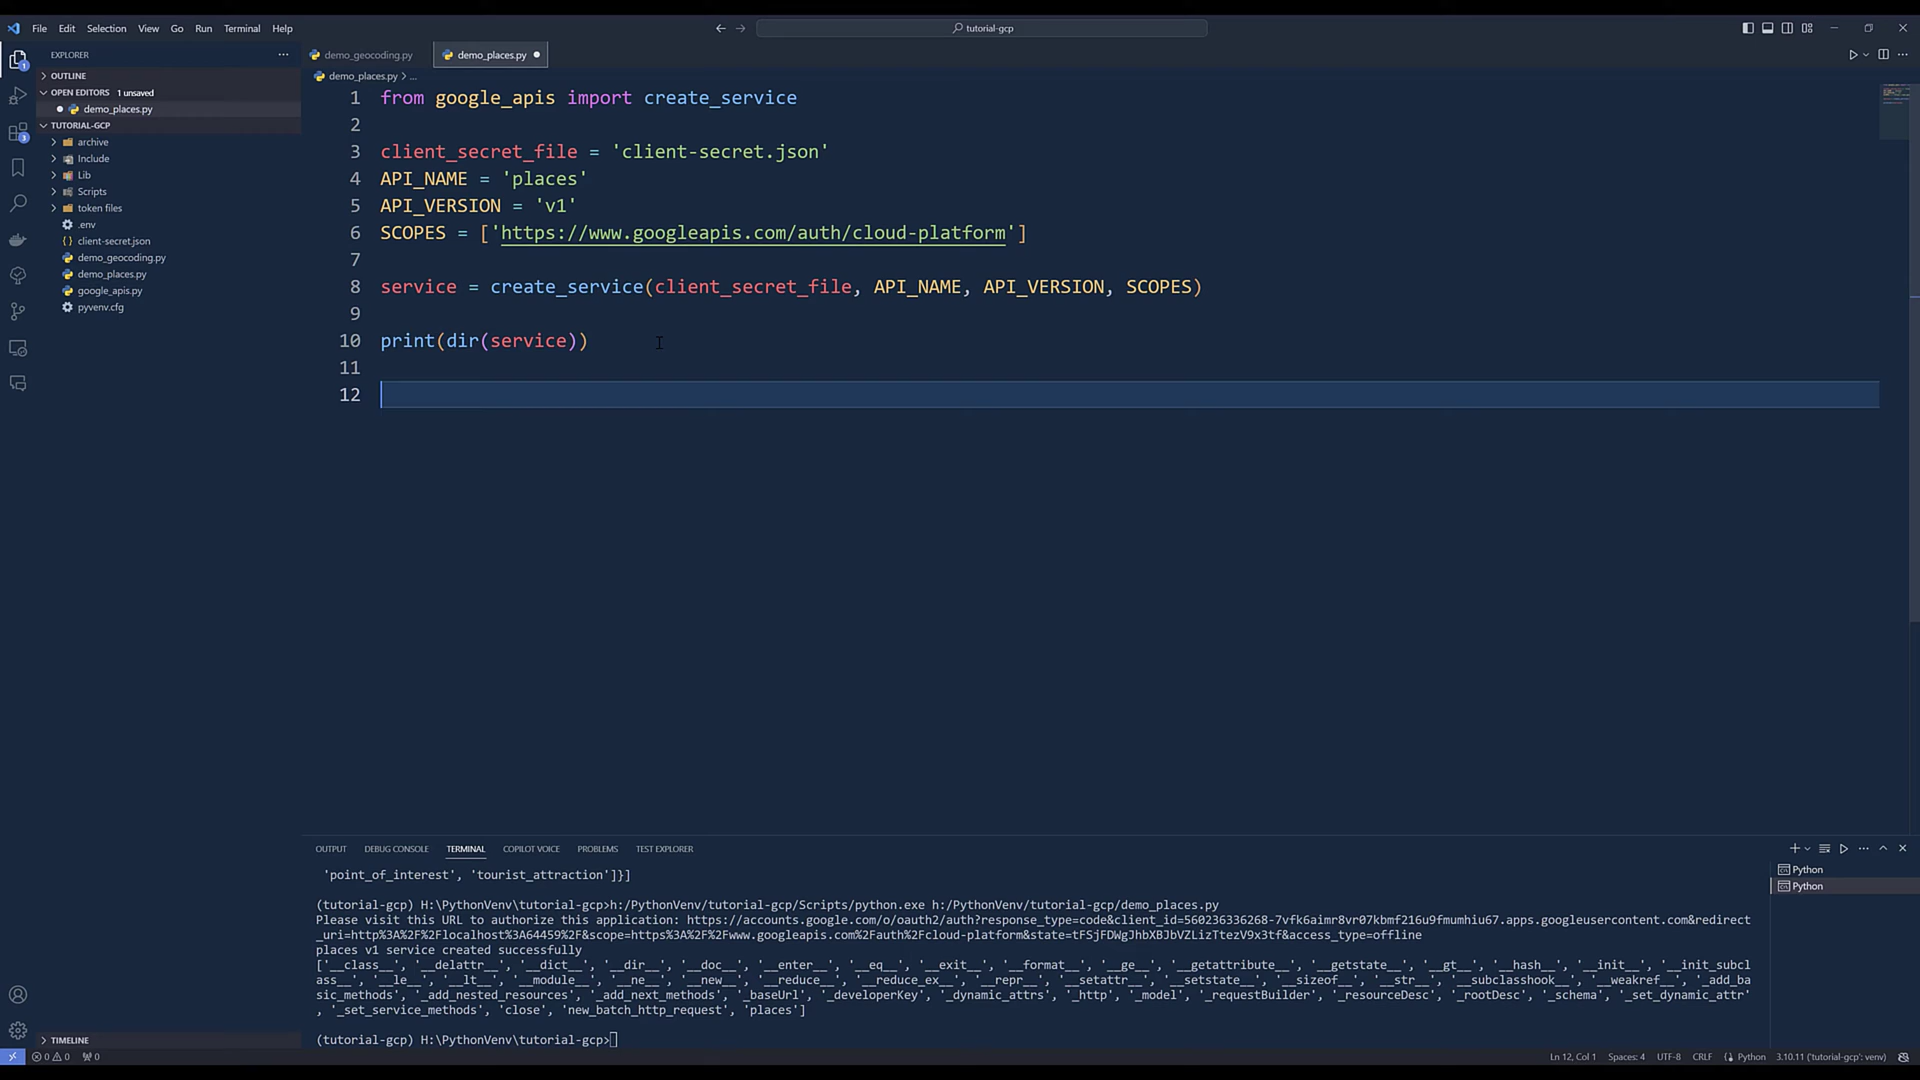 File Edit Selection View Go Run Terminal Help
tutorial-gcp
EXPLORER
OUTLINE
OPEN EDITORS 1 unsaved
demo_places.py
TUTORIAL-GCP
archive
Include
Lib
Scripts
token files
.env
client-secret.json
demo_geocoding.py
demo_places.py
google_apis.py
pyvenv.cfg
TIMELINE
demo_geocoding.py demo_places.py
demo_places.py > ...
1 from google_apis import create_service
2
3 client_secret_file = 'client-secret.json'
4 API_NAME = 'places'
5 API_VERSION = 'v1'
6 SCOPES = ['https://www.googleapis.com/auth/cloud-platform']
7
8 service = create_service(client_secret_file, API_NAME, API_VERSION, SCOPES)
9
10 print(dir(service))
11
12
OUTPUT DEBUG CONSOLE TERMINAL COPILOT VOICE PROBLEMS TEST EXPLORER
Python
Python
'point_of_interest', 'tourist_attraction']}]
(tutorial-gcp) H:\PythonVenv\tutorial-gcp>h:/PythonVenv/tutorial-gcp/Scripts/python.exe h:/PythonVenv/tutorial-gcp/demo_places.py
Please visit this URL to authorize this application: https://accounts.google.com/o/oauth2/auth?response_type=code&client_id=560236336268-7vfk6aimr8vr07kbmf216u9fmumhiu67.apps.googleusercontent.com&redirect
_uri=http%3A%2F%2Flocalhost%3A64459%2F&scope=https%3A%2F%2Fwww.googleapis.com%2Fauth%2Fcloud-platform&state=tFSjFDWgJhbXBJbVZLizTtezV9x3tf&access_type=offline
places v1 service created successfully
['__class__', '__delattr__', '__dict__', '__dir__', '__doc__', '__enter__', '__eq__', '__exit__', '__format__', '__ge__', '__getattribute__', '__getstate__', '__gt__', '__hash__', '__init__', '__init_subcl
ass__', '__le__', '__lt__', '__module__', '__ne__', '__new__', '__reduce__', '__reduce_ex__', '__repr__', '__setattr__', '__setstate__', '__sizeof__', '__str__', '__subclasshook__', '__weakref__', '_add_ba
sic_methods', '_add_nested_resources', '_add_next_methods', '_baseUrl', '_developerKey', '_dynamic_attrs', '_http', '_model', '_requestBuilder', '_resourceDesc', '_rootDesc', '_schema', '_set_dynamic_attr'
, '_set_service_methods', 'close', 'new_batch_http_request', 'places']
(tutorial-gcp) H:\PythonVenv\tutorial-gcp>
0 0 0 Ln 12, Col 1 Spaces: 4 UTF-8 CRLF Python 3.10.11 ('tutorial-gcp': venv)